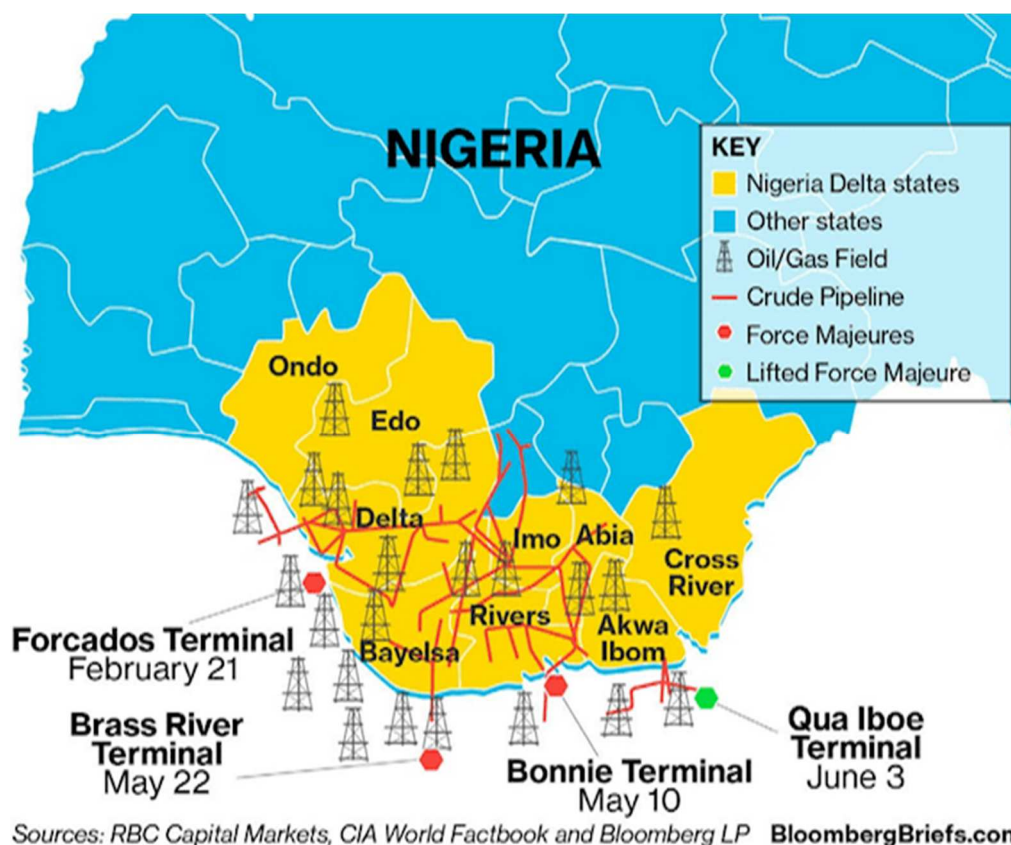 NIGERIA
KEY
Nigeria Delta states
Other states
Oil/Gas Field
Crude Pipeline
Force Majeures
Lifted Force Majeure
Ondo
Edo
Delta
Imo
Abia
Cross
River
Rivers
Akwa
Ibom
Bayelsa
Forcados Terminal
February 21
Brass River
Terminal
May 22
Bonnie Terminal
May 10
Qua Iboe
Terminal
June 3
Sources: RBC Capital Markets, CIA World Factbook and Bloomberg LP BloombergBriefs.com